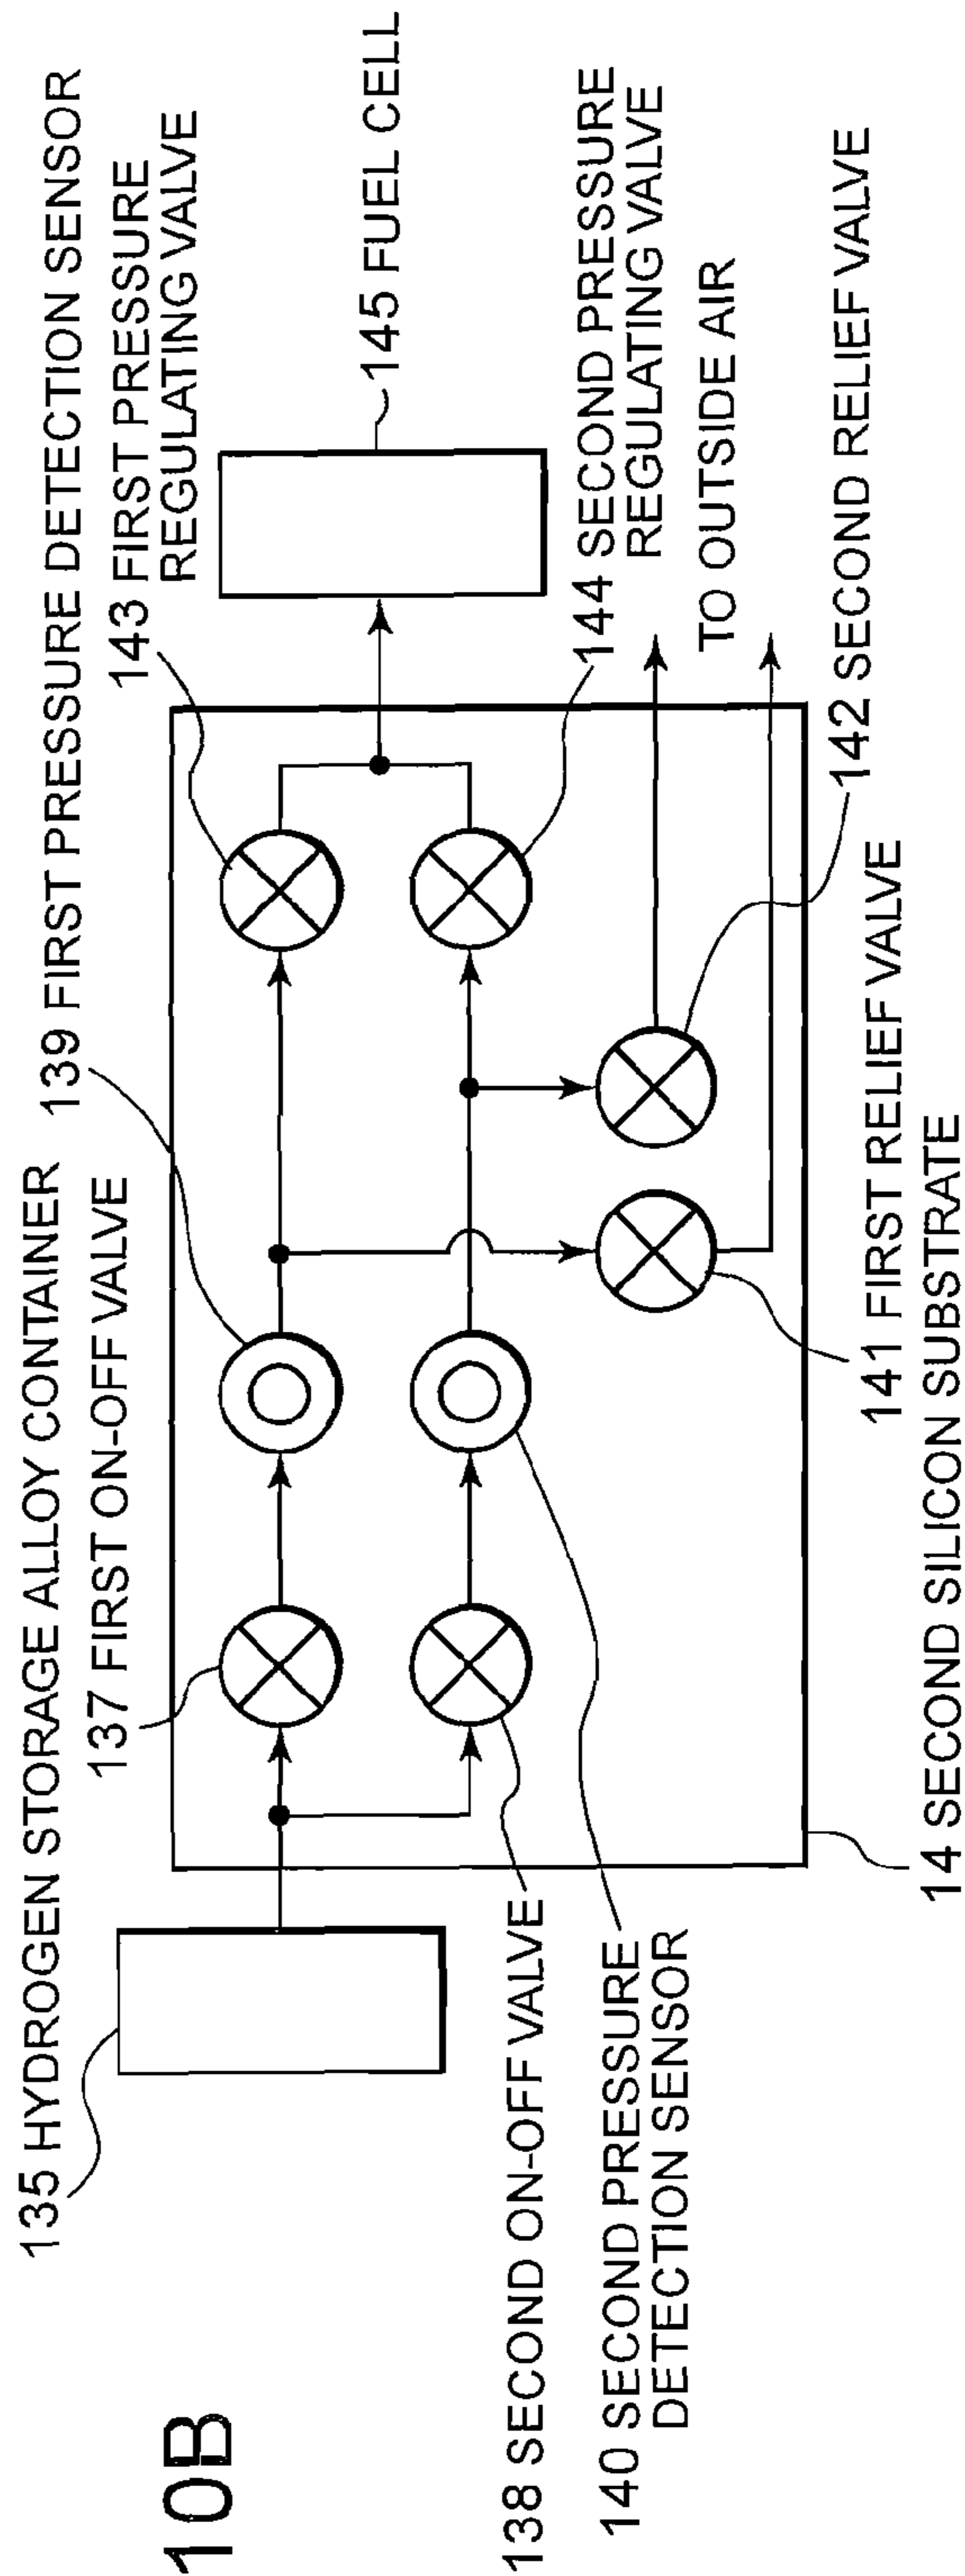 10B
135 HYDROGEN STORAGE ALLOY CONTAINER
137 FIRST ON-OFF VALVE
139 FIRST PRESSURE DETECTION SENSOR
143 FIRST PRESSURE
REGULATING VALVE
145 FUEL CELL
144 SECOND PRESSURE
REGULATING VALVE
TO OUTSIDE AIR
142 SECOND RELIEF VALVE
141 FIRST RELIEF VALVE
14 SECOND SILICON SUBSTRATE
138 SECOND ON-OFF VALVE
140 SECOND PRESSURE
DETECTION SENSOR